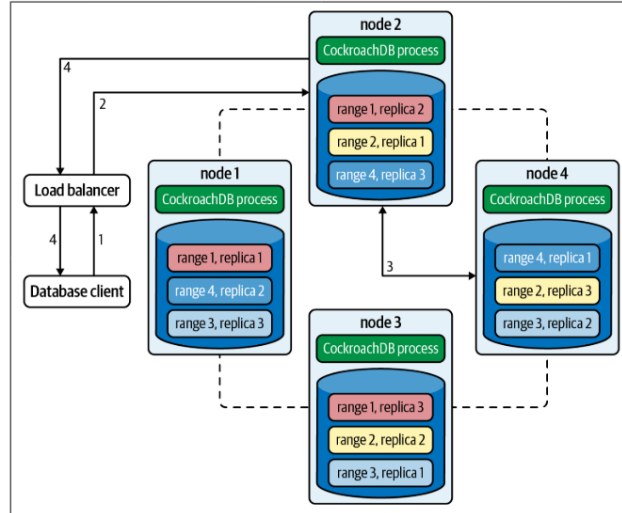 node 2
CockroachDB process
range 1, replica 2
range 2, replica 1
range 4, replica 3
4
2
Load balancer
4
1
Database client
node 1
CockroachDB process
range 1, replica 1
range 4, replica 2
range 3, replica 3
node 4
CockroachDB process
range 4, replica 1
range 2, replica 3
range 3, replica 2
3
node 3
CockroachDB process
range 1, replica 3
range 2, replica 2
range 3, replica 1